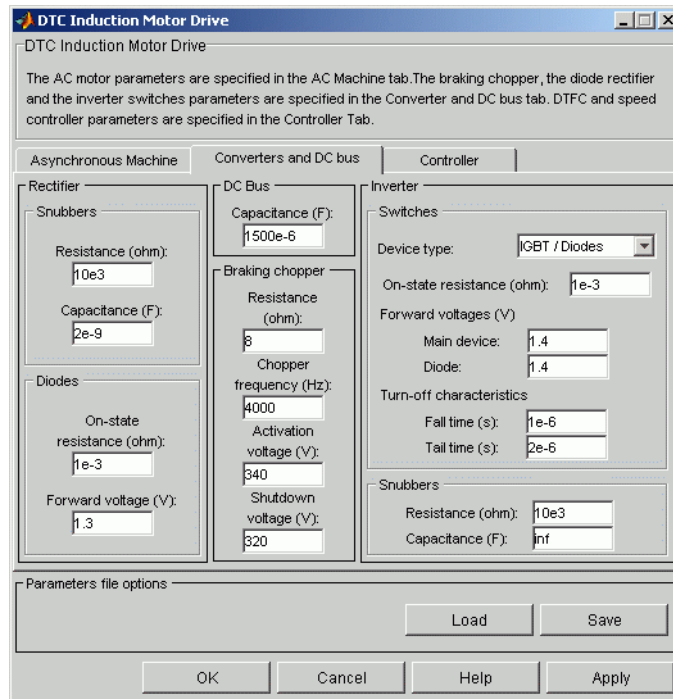 DTC Induction Motor Drive
DTC Induction Motor Drive
The AC motor parameters are specified in the AC Machine tab.The braking chopper, the diode rectifier
and the inverter switches parameters are specified in the Converter and DC bus tab. DTFC and speed
controller parameters are specified in the Controller Tab.
Asynchronous Machine
Converters and DC bus
Controller
Rectifier
Snubbers
Resistance (ohm):
10e3
Capacitance (F):
2e-9
Diodes
On-state
resistance (ohm):
1e-3
Forward voltage (V):
1.3
DC Bus
Capacitance (F):
1500e-6
Braking chopper
Resistance
(ohm):
8
Chopper
frequency (Hz):
4000
Activation
voltage (V):
340
Shutdown
voltage (V):
320
Inverter
Switches
Device type: IGBT / Diodes
On-state resistance (ohm): 1e-3
Forward voltages (V)
Main device: 1.4
Diode: 1.4
Turn-off characteristics
Fall time (s): 1e-6
Tail time (s): 2e-6
Snubbers
Resistance (ohm): 10e3
Capacitance (F): inf
Parameters file options
Load
Save
OK
Cancel
Help
Apply